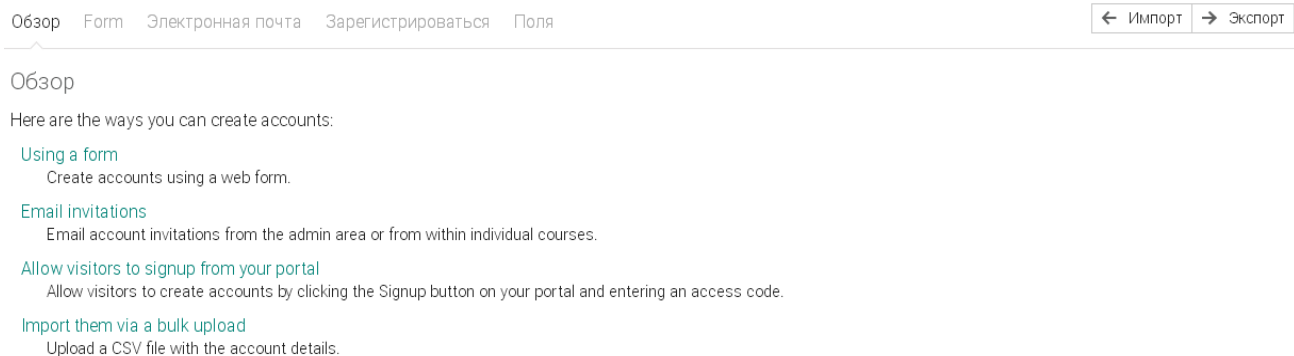 Обзор Form Электронная почта Зарегистрироваться Поля ← Импорт → Экспорт
Обзор
Here are the ways you can create accounts:
Using a form
Create accounts using a web form.
Email invitations
Email account invitations from the admin area or from within individual courses.
Allow visitors to signup from your portal
Allow visitors to create accounts by clicking the Signup button on your portal and entering an access code.
Import them via a bulk upload
Upload a CSV file with the account details.